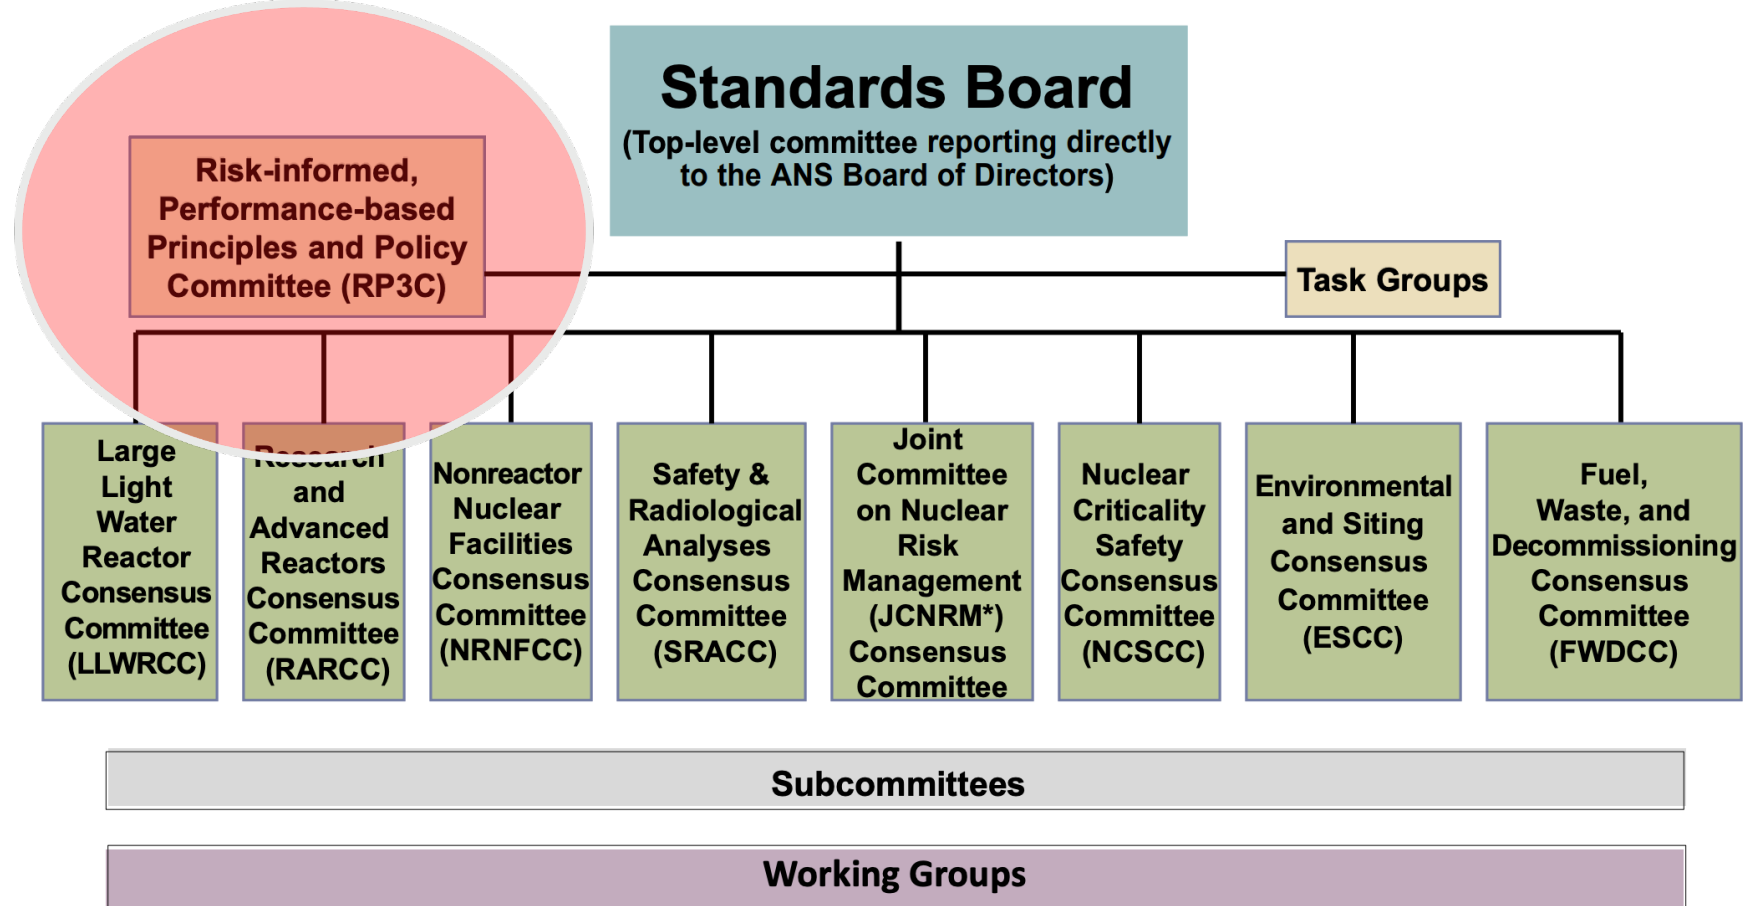 Standards Board
(Top-level committee reporting directly
to the ANS Board of Directors)
Risk-informed,
Performance-based
Principles and Policy
Committee (RP3C)
Task Groups
Large
Light
Water
Reactor
Consensus
Committee
(LLWRCC)
Research
and
Advanced
Reactors
Consensus
Committee
(RARCC)
Nonreactor
Nuclear
Facilities
Consensus
Committee
(NRNFCC)
Safety &
Radiological
Analyses
Consensus
Committee
(SRACC)
Joint
Committee
on Nuclear
Risk
Management
(JCNRM*)
Consensus
Committee
Nuclear
Criticality
Safety
Consensus
Committee
(NCSCC)
Environmental
and Siting
Consensus
Committee
(ESCC)
Fuel,
Waste, and
Decommissioning
Consensus
Committee
(FWDCC)
Subcommittees
Working Groups